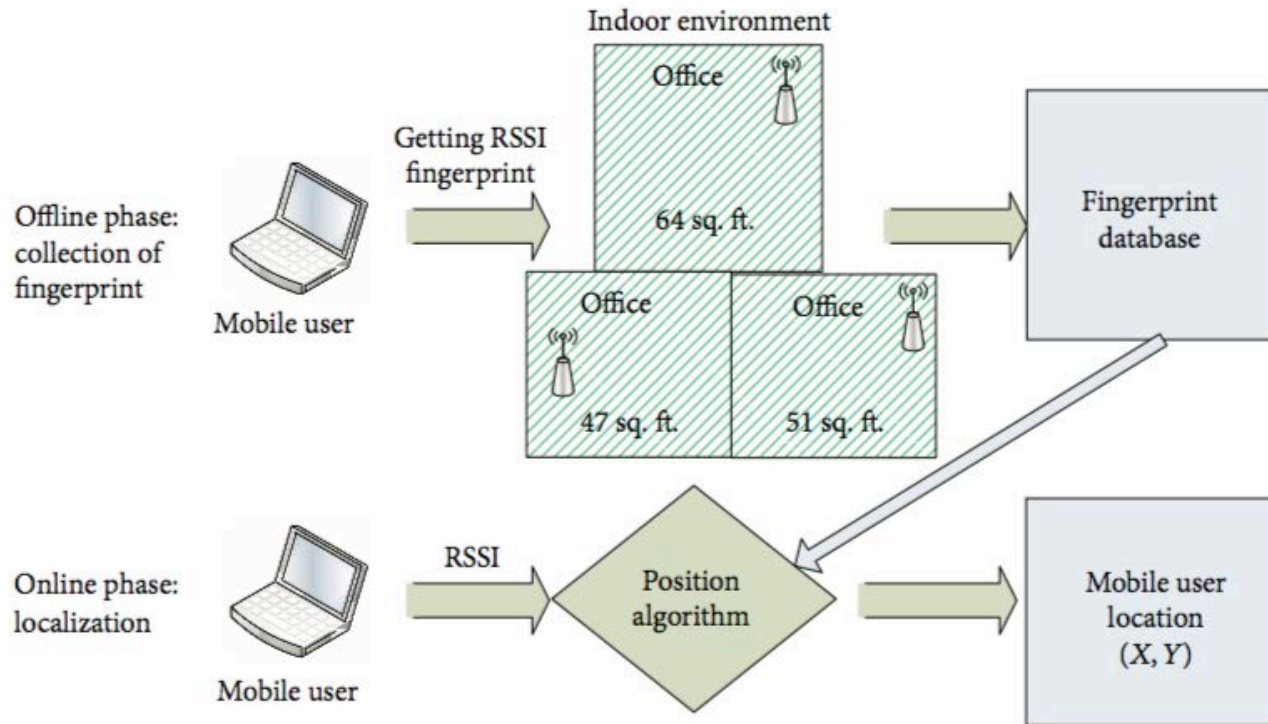 Indoor environment
Office
Getting RSSI
fingerprint
64 sq. ft.
Offline phase:
collection of
fingerprint
Mobile user
Fingerprint
database
Office
Office
47 sq. ft.
51 sq. ft.
Online phase:
localization
Mobile user
RSSI
Position
algorithm
Mobile user
location
(X, Y)